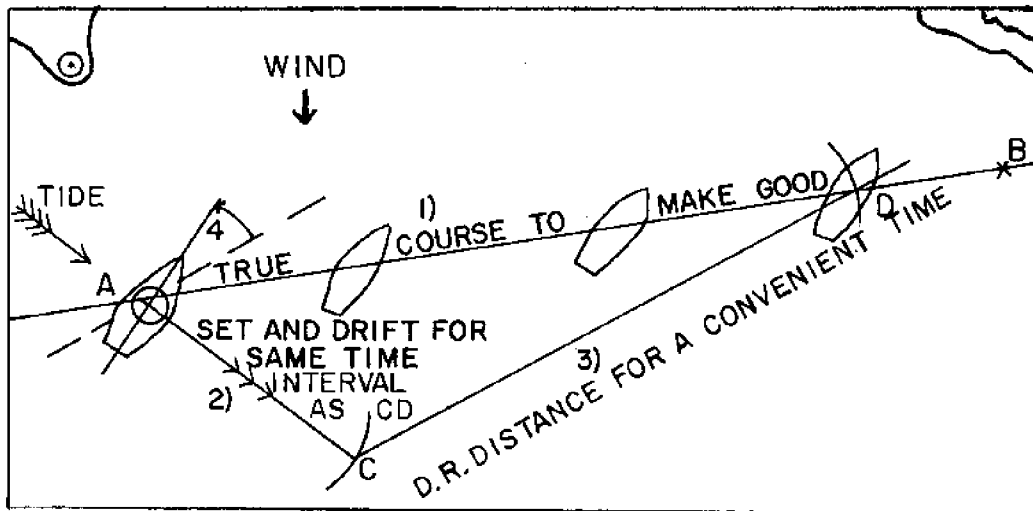 WIND
TIDE
4
A
1)
TRUE COURSE TO MAKE GOOD
B
D
SET AND DRIFT FOR
SAME TIME
INTERVAL
AS CD
2)
3)
C
D.R. DISTANCE FOR A CONVENIENT TIME